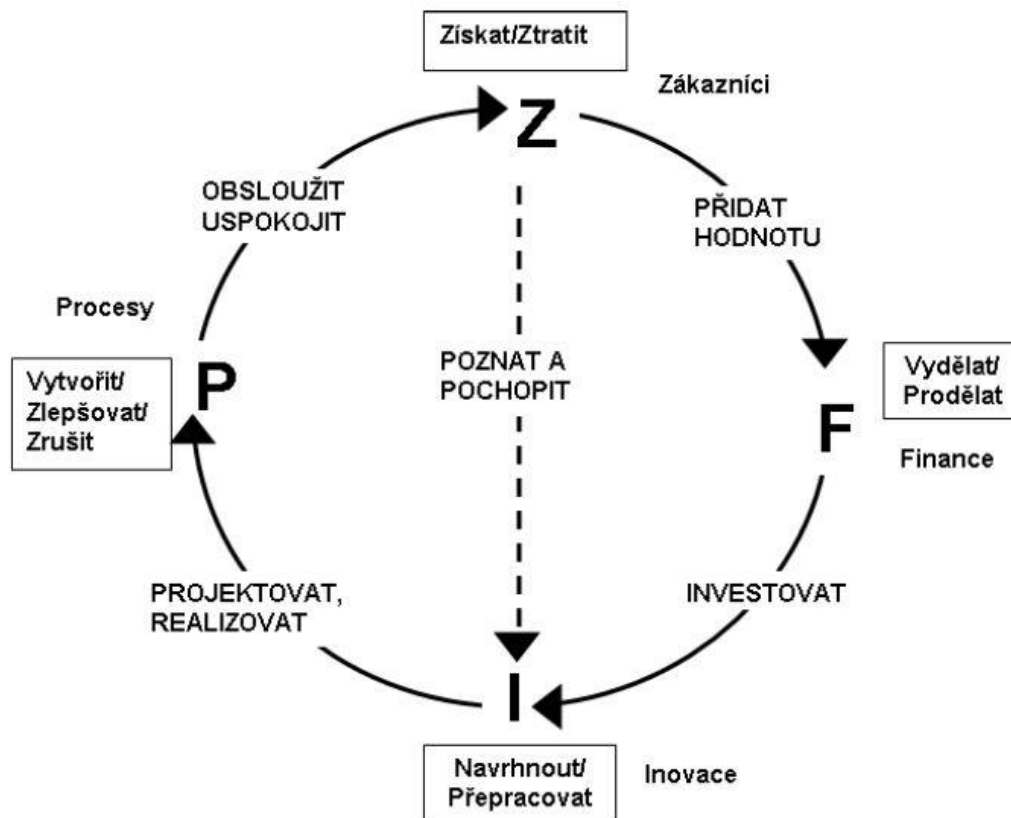 Získat/Ztratit
Zákazníci
Z
OBSLOUŽIT
USPOKOJIT
PŘIDAT
HODNOTU
Procesy
P
Vytvořit/
Zlepšovat/
Zrušit
POZNAT A
POCHOPIT
Vydělat/
Prodělat
F
Finance
PROJEKTOVAT,
REALIZOVAT
INVESTOVAT
I
Navrhnout/
Přepracovat
Inovace